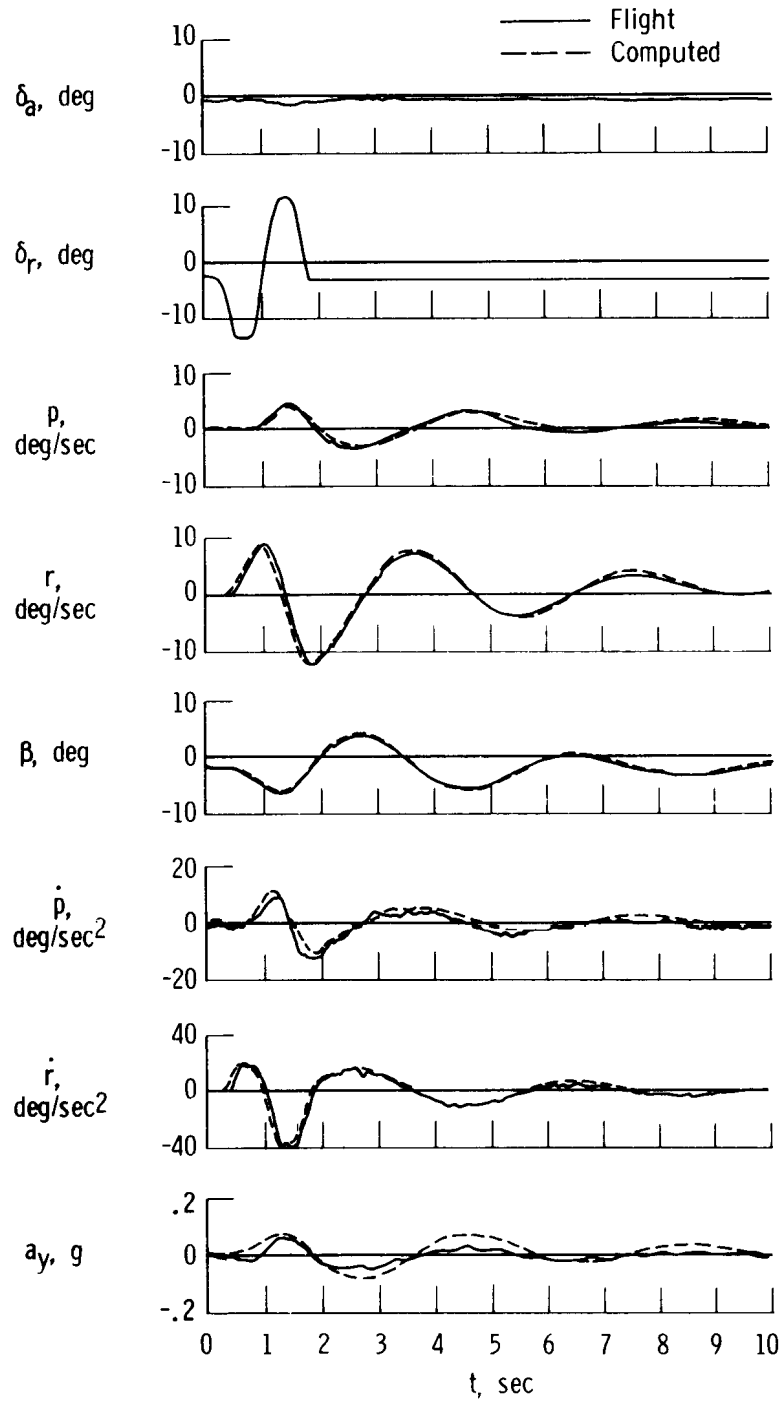 Flight
Computed
10
δa, deg
0
-10
10
δr, deg
0
-10
10
p,
0
deg/sec
-10
10
r,
0
deg/sec
-10
10
β, deg
0
-10
20
ṗ,
0
deg/sec²
-20
40
ṙ,
0
deg/sec²
-40
.2
ay, g
0
-.2
0 1 2 3 4 5 6 7 8 9 10
t, sec